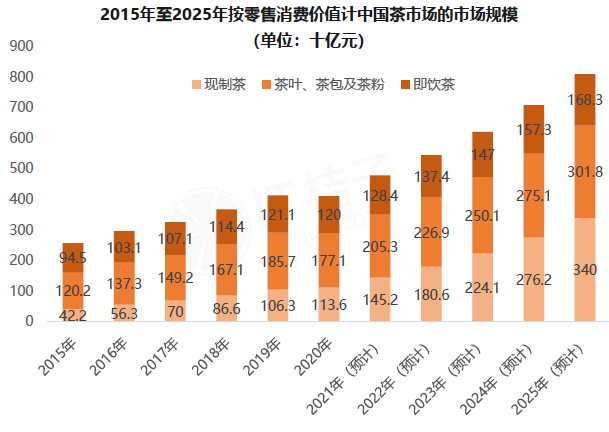 2015年至2025年按零售消费价值计中国茶市场的市场规模
（单位：十亿元）
900
800
700
600
500
400
300
200
100
0
现制茶 茶叶、茶包及茶粉 即饮茶
94.5 103.1 107.1 114.4 121.1 120 128.4 137.4 147 157.3 168.3
120.2 137.3 149.2 167.1 185.7 177.1 205.3 226.9 250.1 275.1 301.8
42.2 56.3 70 86.6 106.3 113.6 145.2 180.6 224.1 276.2 340
2015年 2016年 2017年 2018年 2019年 2020年 2021年（预计） 2022年（预计） 2023年（预计） 2024年（预计） 2025年（预计）